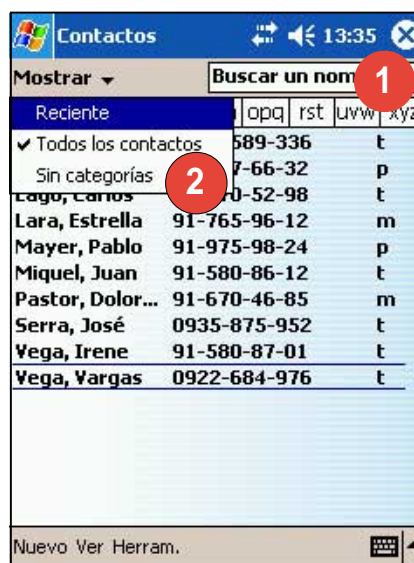 Contactos 13:35
Mostrar Buscar un nom 1
Reciente opq rst uvw xyz
Todos los contactos 589-336 t
Sin categorías 2 7-66-32 p
Lago, Carlos 0-52-98 t
Lara, Estrella 91-765-96-12 m
Mayer, Pablo 91-975-98-24 p
Miquel, Juan 91-580-86-12 t
Pastor, Dolor... 91-670-46-85 m
Serra, José 0935-875-952 t
Vega, Irene 91-580-87-01 t
Vega, Vargas 0922-684-976 t
Nuevo Ver Herram.